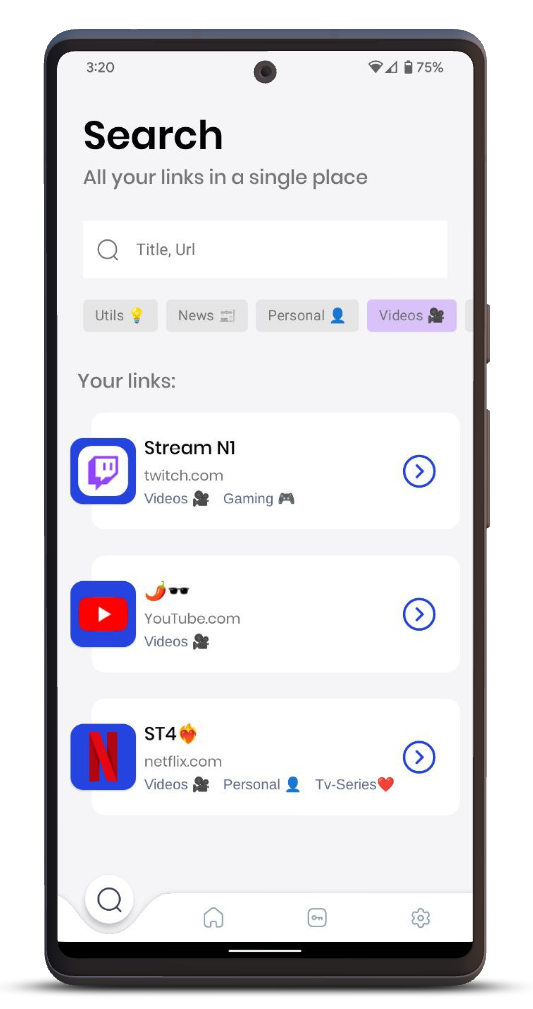 3:20
75%
Search
All your links in a single place
Title, Url
Utils 💡 News 📰 Personal 👤 Videos 🎥
Your links:
Stream N1
twitch.com
Videos 🎥 Gaming 🎮
🌶️🕶️
YouTube.com
Videos 🎥
ST4❤️‍🔥
netflix.com
Videos 🎥 Personal 👤 Tv-Series❤️